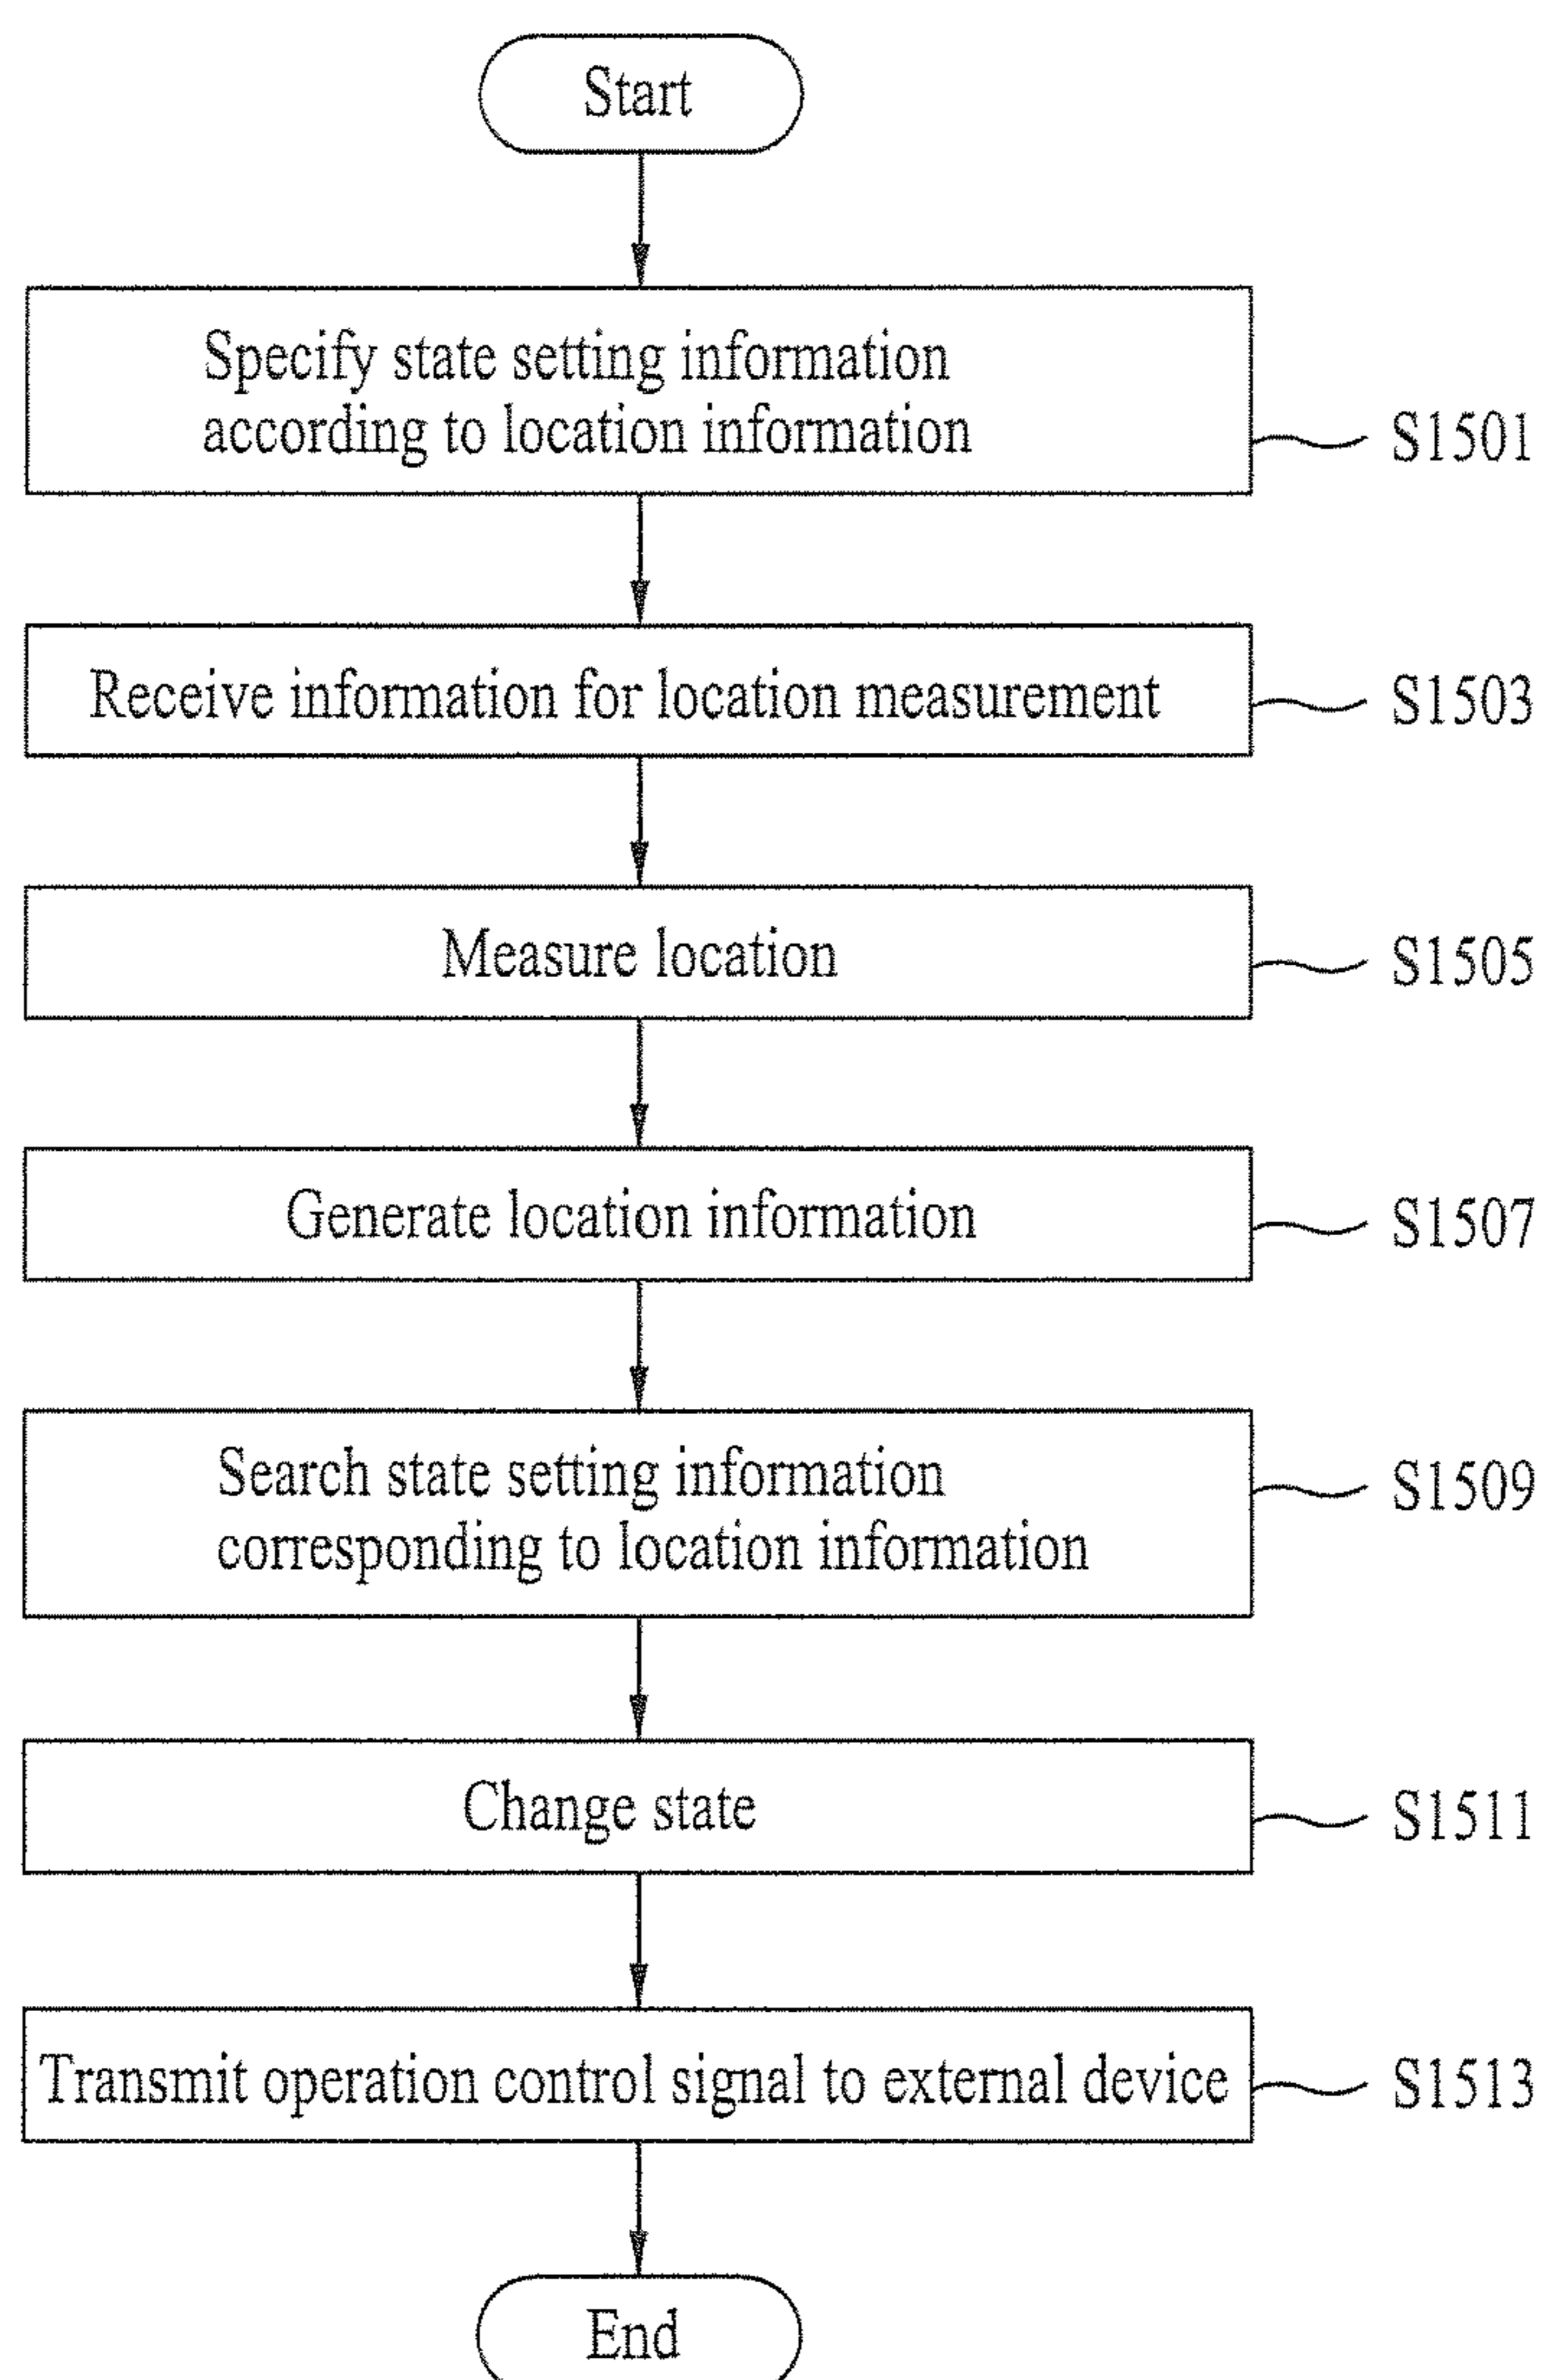 Start
Specify state setting information
according to location information
S1501
Receive information for location measurement
S1503
Measure location
S1505
Generate location information
S1507
Search state setting information
corresponding to location information
S1509
Change state
S1511
Transmit operation control signal to external device
S1513
End